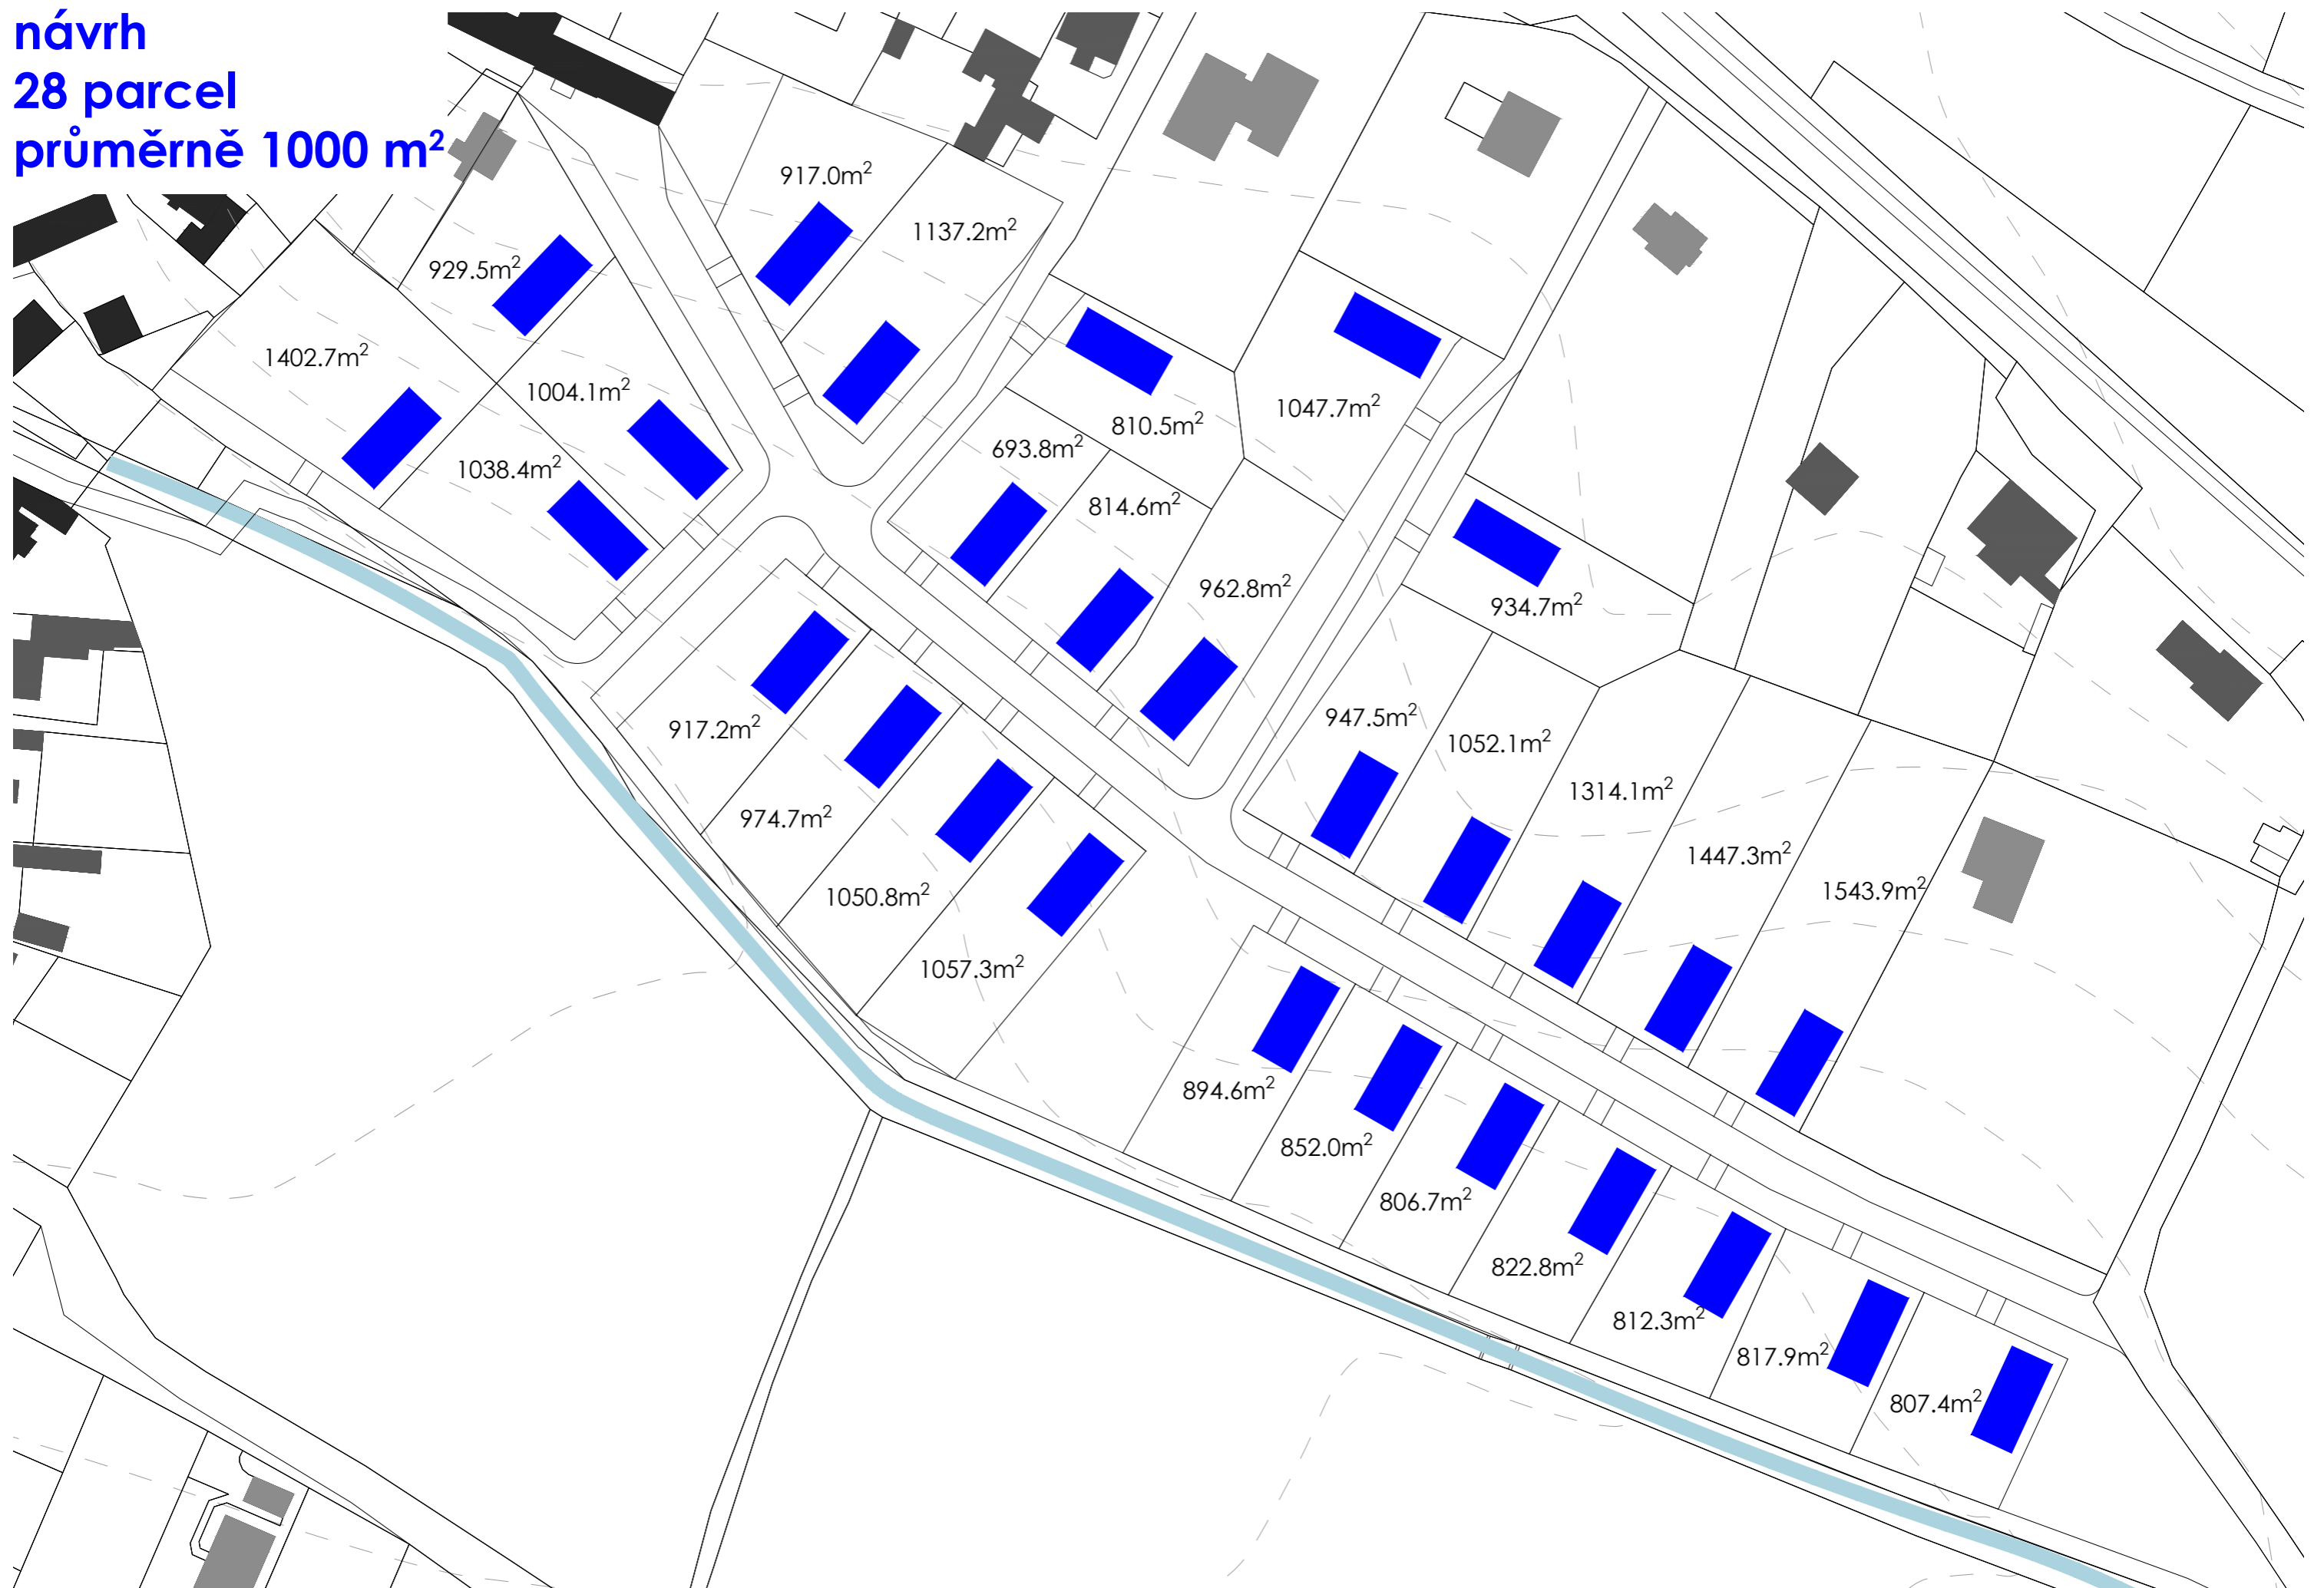 návrh
28 parcel
průměrně 1000 m²
917.0m²
1137.2m²
929.5m²
1402.7m²
1004.1m²
1038.4m²
810.5m²
1047.7m²
693.8m²
814.6m²
962.8m²
934.7m²
917.2m²
974.7m²
1050.8m²
1057.3m²
947.5m²
1052.1m²
1314.1m²
1447.3m²
1543.9m²
894.6m²
852.0m²
806.7m²
822.8m²
812.3m²
817.9m²
807.4m²